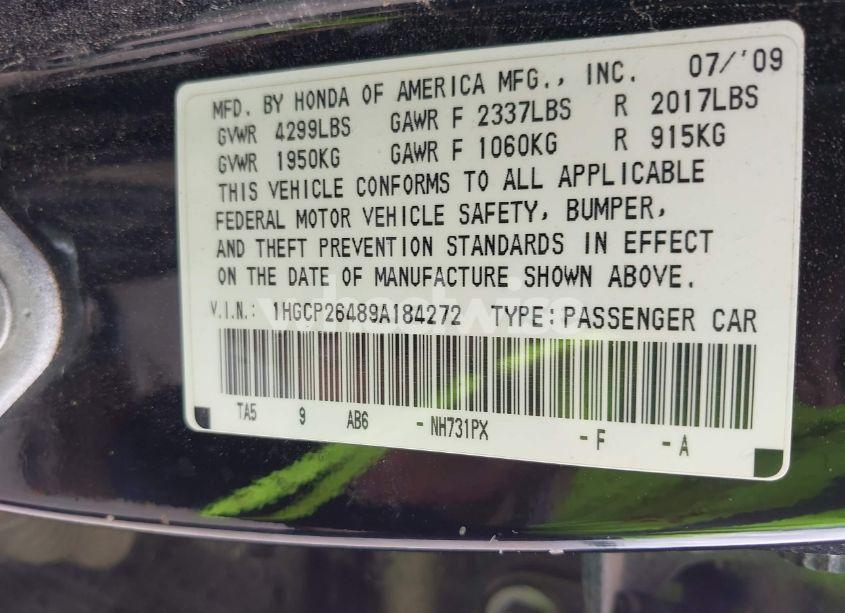 MFD. BY HONDA OF AMERICA MFG., INC. 07/'09
GVWR 4299LBS GAWR F 2337LBS R 2017LBS
GVWR 1950KG GAWR F 1060KG R 915KG
THIS VEHICLE CONFORMS TO ALL APPLICABLE
FEDERAL MOTOR VEHICLE SAFETY, BUMPER,
AND THEFT PREVENTION STANDARDS IN EFFECT
ON THE DATE OF MANUFACTURE SHOWN ABOVE.
V.I.N.: 1HGCP26489A184272 TYPE: PASSENGER CAR
TA5 9 AB6 -NH731PX -F -A